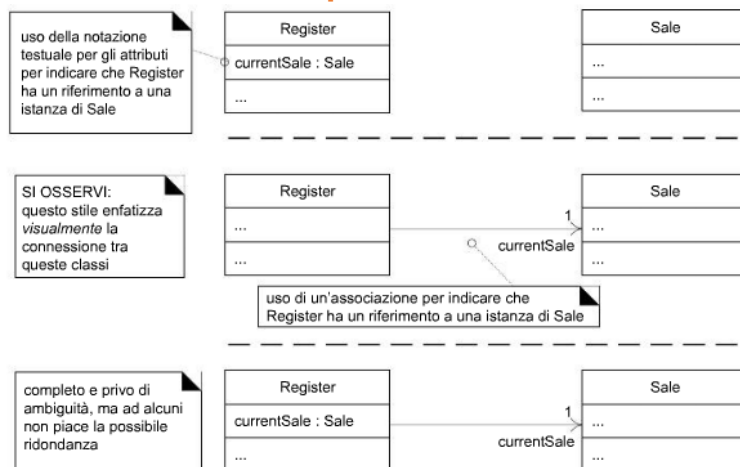 uso della notazione
testuale per gli attributi
per indicare che Register
ha un riferimento a una
istanza di Sale
Register
currentSale : Sale
...
Sale
...
...
SI OSSERVI:
questo stile enfatizza
visualmente la
connessione tra
queste classi
Register
...
...
1
currentSale
Sale
...
...
uso di un'associazione per indicare che
Register ha un riferimento a una istanza di Sale
completo e privo di
ambiguità, ma ad alcuni
non piace la possibile
ridondanza
Register
currentSale : Sale
...
1
currentSale
Sale
...
...